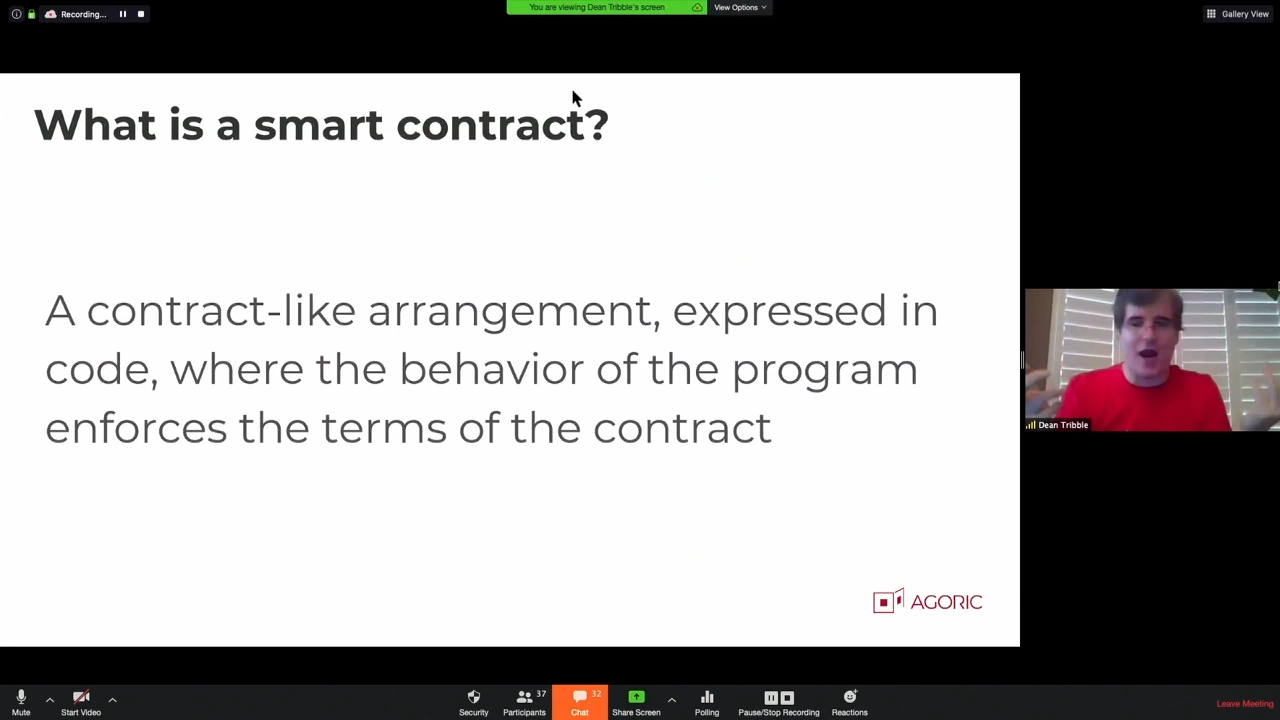 Recording...
You are viewing Dean Tribble's screen
View Options
Gallery View
What is a smart contract?
A contract-like arrangement, expressed in
code, where the behavior of the program
enforces the terms of the contract
Dean Tribble
AGORIC
Mute
Start Video
Security
Participants
37
Chat
32
Share Screen
Polling
Pause/Stop Recording
Reactions
Leave Meeting